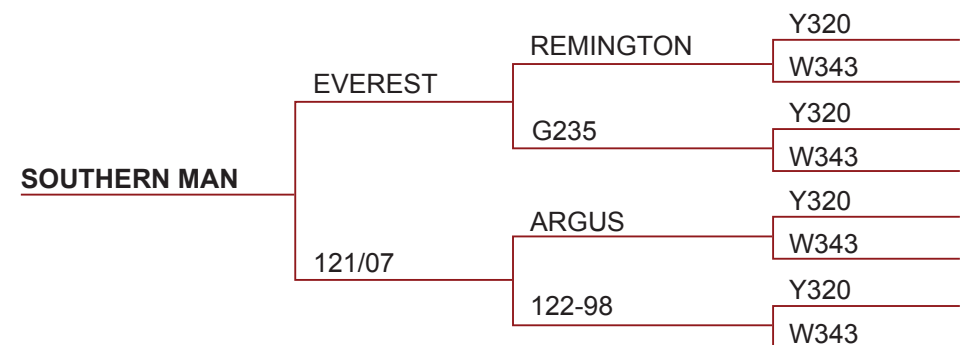 Y320
REMINGTON
W343
EVEREST
Y320
G235
W343
SOUTHERN MAN
Y320
ARGUS
W343
121/07
Y320
122-98
W343